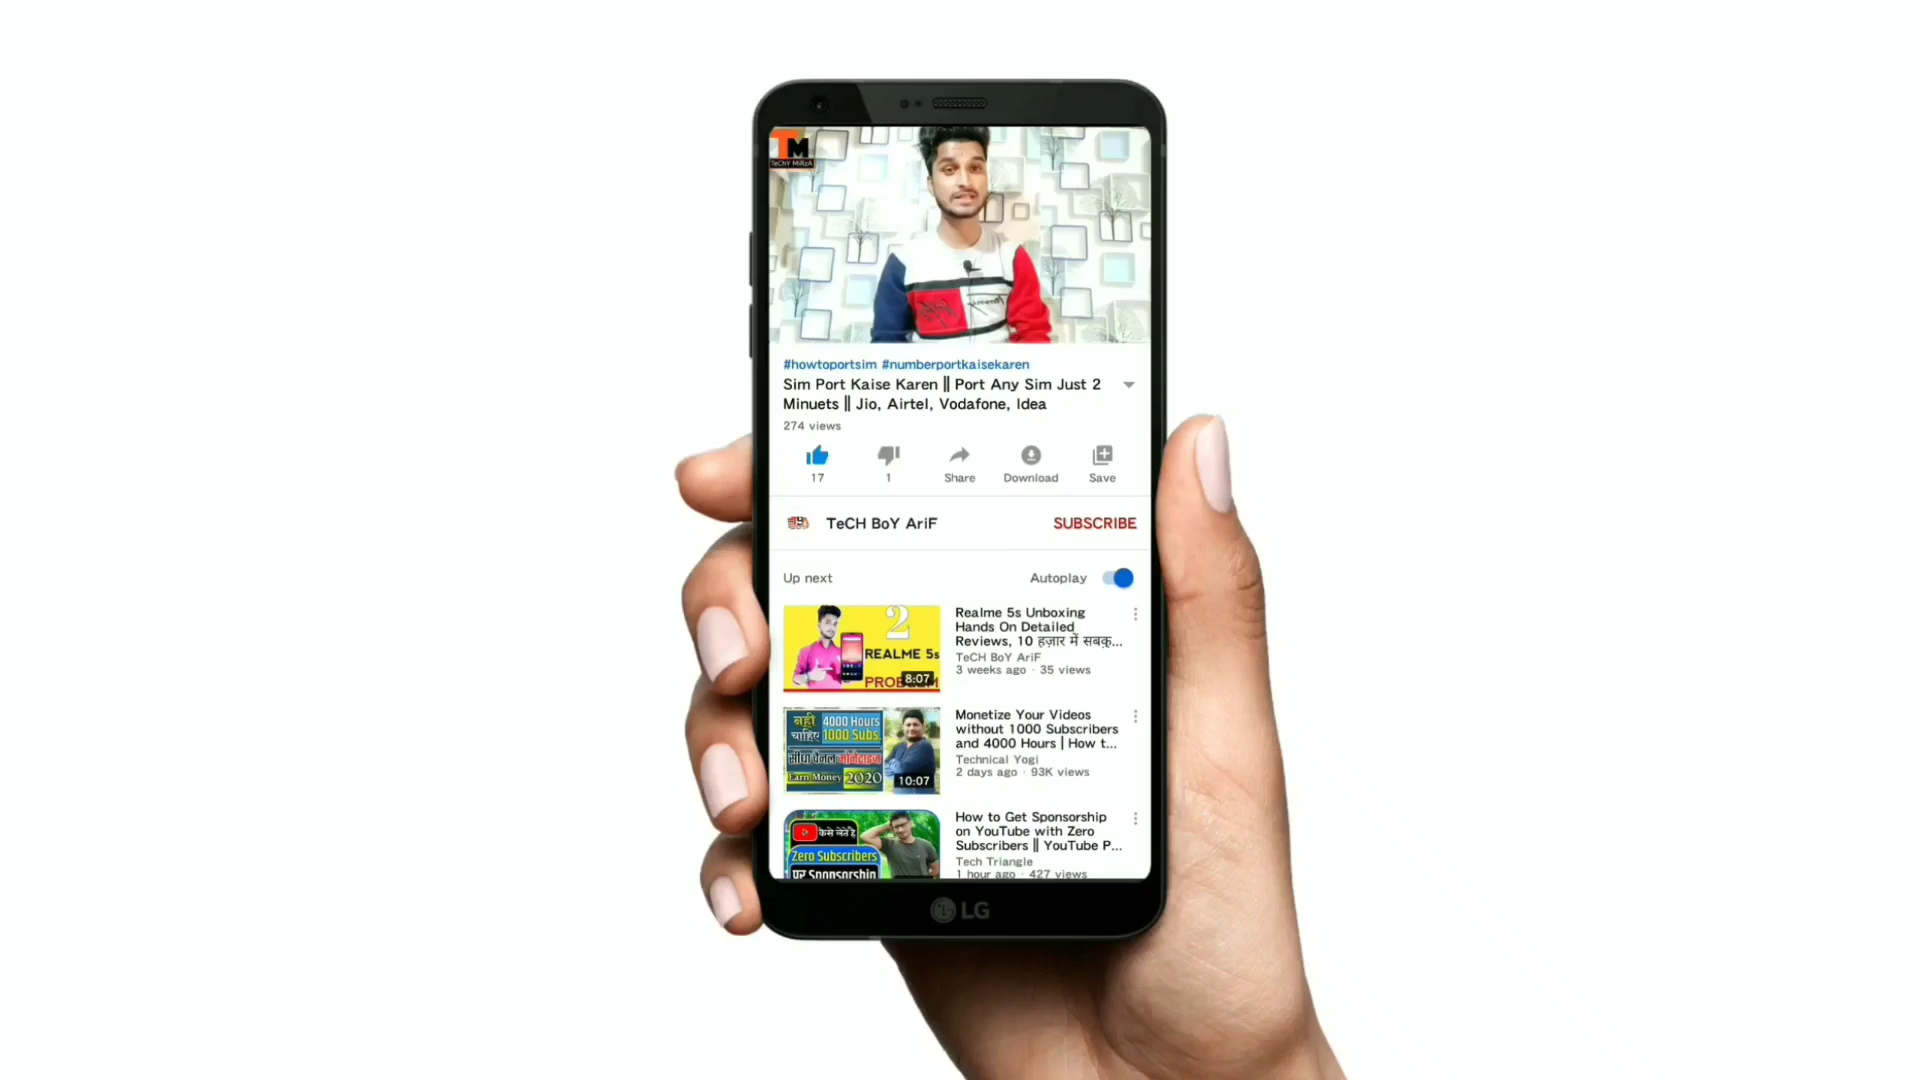 TM
TeCHY MiRzA
#howtoportsim #numberportkaisekaren
Sim Port Kaise Karen || Port Any Sim Just 2
Minuets || Jio, Airtel, Vodafone, Idea
274 views
17
1
Share
Download
Save
TeCH BoY AriF
SUBSCRIBE
Up next
Autoplay
2
REALME 5s
8:07
Realme 5s Unboxing
Hands On Detailed
Reviews, 10 हज़ार में सबकु...
TeCH BoY AriF
3 weeks ago · 35 views
नहीं
चाहिए
4000 Hours
1000 Subs.
सीधा चैनल मोनेटाइज
Earn Money 2020
10:07
Monetize Your Videos
without 1000 Subscribers
and 4000 Hours | How t...
Technical Yogi
2 days ago · 93K views
कैसे लेते है
Zero Subscribers
पर Sponsorship
How to Get Sponsorship
on YouTube with Zero
Subscribers || YouTube P...
Tech Triangle
1 hour ago · 427 views
LG